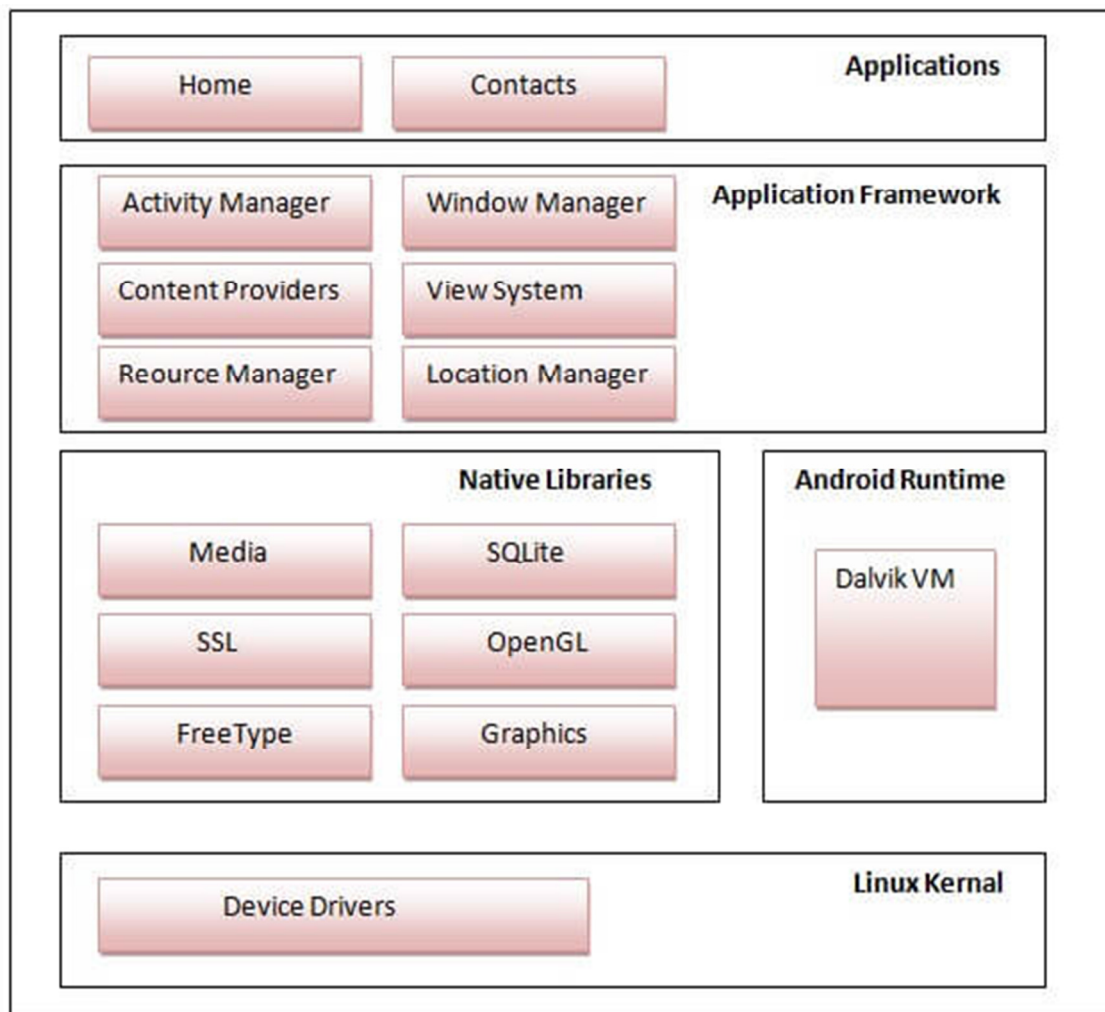 Applications
Home
Contacts
Application Framework
Activity Manager
Window Manager
Content Providers
View System
Reource Manager
Location Manager
Native Libraries
Media
SQLite
SSL
OpenGL
FreeType
Graphics
Android Runtime
Dalvik VM
Linux Kernal
Device Drivers